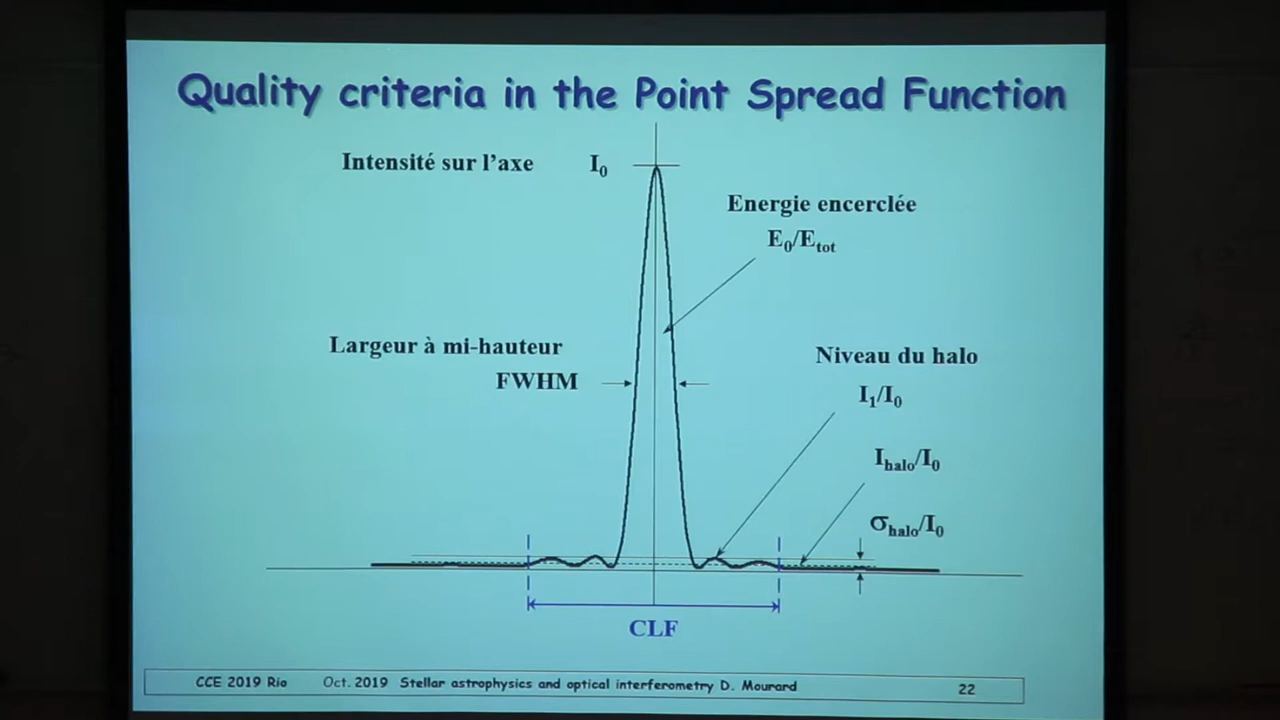 Quality criteria in the Point Spread Function
Intensité sur l'axe I₀
Energie encerclée
E₀/Eₜₒₜ
Largeur à mi-hauteur
FWHM
Niveau du halo
I₁/I₀
Iₕₐₗₒ/I₀
σₕₐₗₒ/I₀
CLF
CCE 2019 Rio Oct. 2019 Stellar astrophysics and optical interferometry D. Mourard 22